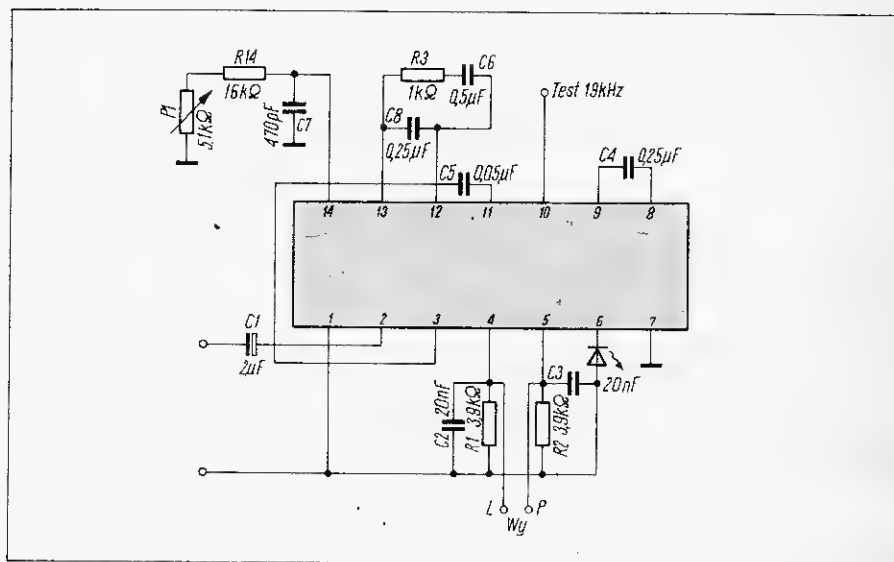 R14
16kΩ
P1
5,1kΩ
470pF
C7
R3
1kΩ
C6
0,5μF
C8
0,25μF
C5
0,05μF
Test 19kHz
C4
0,25μF
14
13
12
11
10
9
8
1
2
3
4
5
6
7
C1
2μF
C2
20nF
R1
3,9kΩ
R2
3,9kΩ
C3
20nF
L
Wy
P